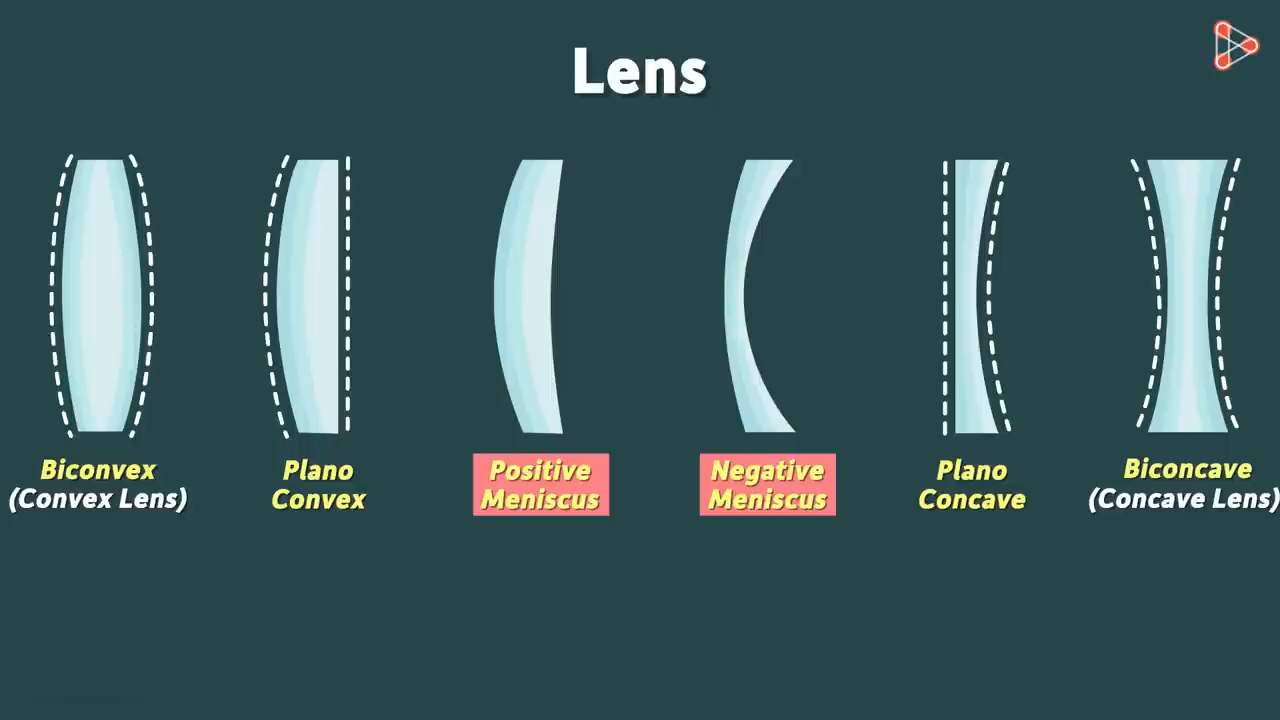 Lens
Biconvex
(Convex Lens)
Plano
Convex
Positive
Meniscus
Negative
Meniscus
Plano
Concave
Biconcave
(Concave Lens)